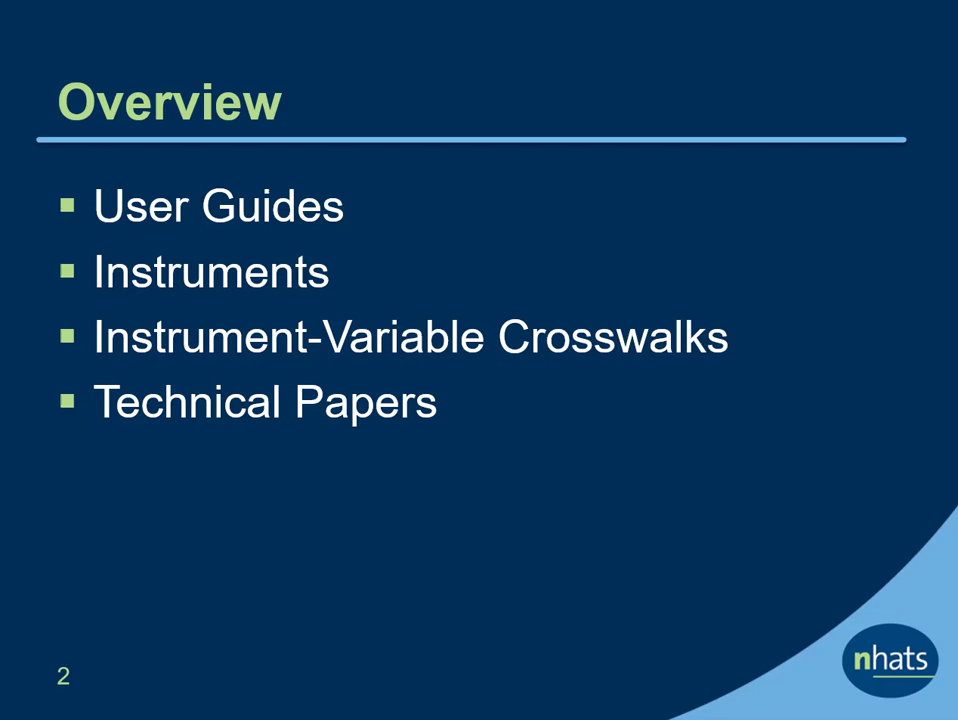 Overview
User Guides
Instruments
Instrument-Variable Crosswalks
Technical Papers
2
nhats